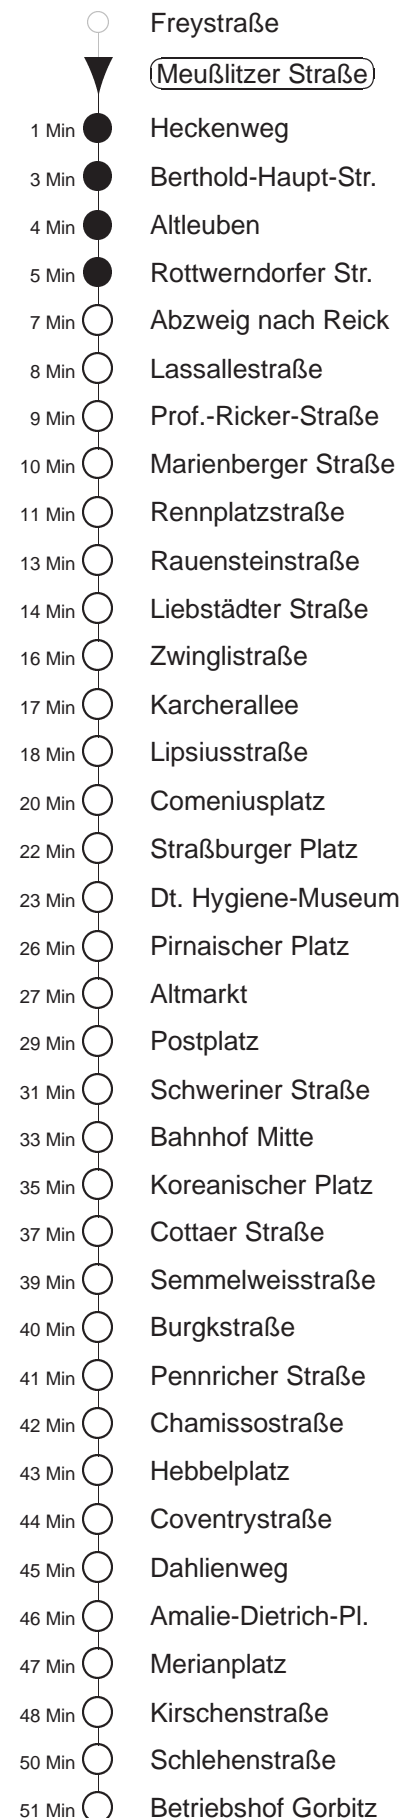 Freystraße
Meußlitzer Straße
1 Min Heckenweg
3 Min Berthold-Haupt-Str.
4 Min Altleuben
5 Min Rottwerndorfer Str.
7 Min Abzweig nach Reick
8 Min Lassallestraße
9 Min Prof.-Ricker-Straße
10 Min Marienberger Straße
11 Min Rennplatzstraße
13 Min Rauensteinstraße
14 Min Liebstädter Straße
16 Min Zwinglistraße
17 Min Karcherallee
18 Min Lipsiusstraße
20 Min Comeniusplatz
22 Min Straßburger Platz
23 Min Dt. Hygiene-Museum
26 Min Pirnaischer Platz
27 Min Altmarkt
29 Min Postplatz
31 Min Schweriner Straße
33 Min Bahnhof Mitte
35 Min Koreanischer Platz
37 Min Cottaer Straße
39 Min Semmelweisstraße
40 Min Burgkstraße
41 Min Pennricher Straße
42 Min Chamissostraße
43 Min Hebbelplatz
44 Min Coventrystraße
45 Min Dahlienweg
46 Min Amalie-Dietrich-Pl.
47 Min Merianplatz
48 Min Kirschenstraße
50 Min Schlehenstraße
51 Min Betriebshof Gorbitz